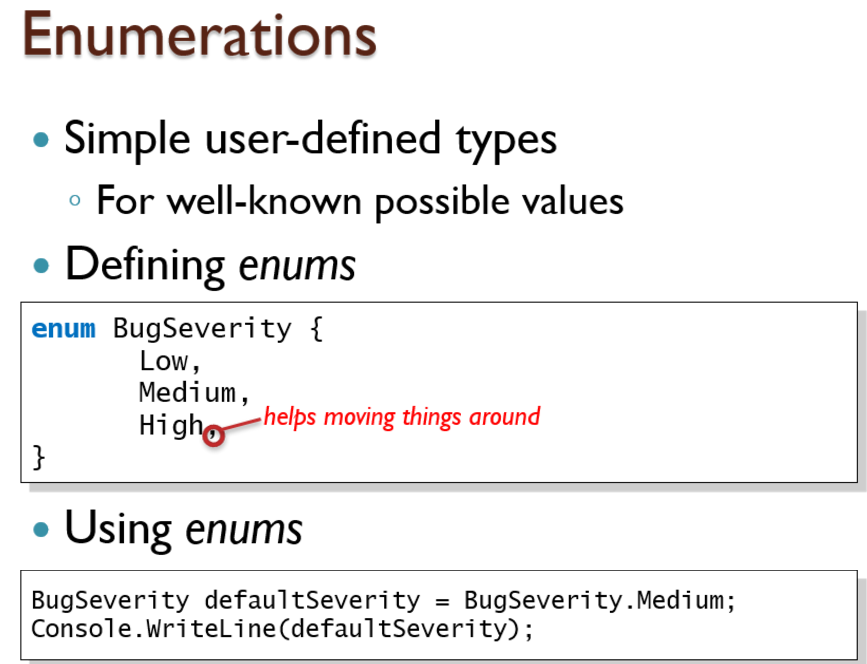 Enumerations
• Simple user-defined types
◦ For well-known possible values
• Defining enums
enum BugSeverity {
Low,
Medium,
High,
helps moving things around
}
• Using enums
BugSeverity defaultSeverity = BugSeverity.Medium;
Console.WriteLine(defaultSeverity);